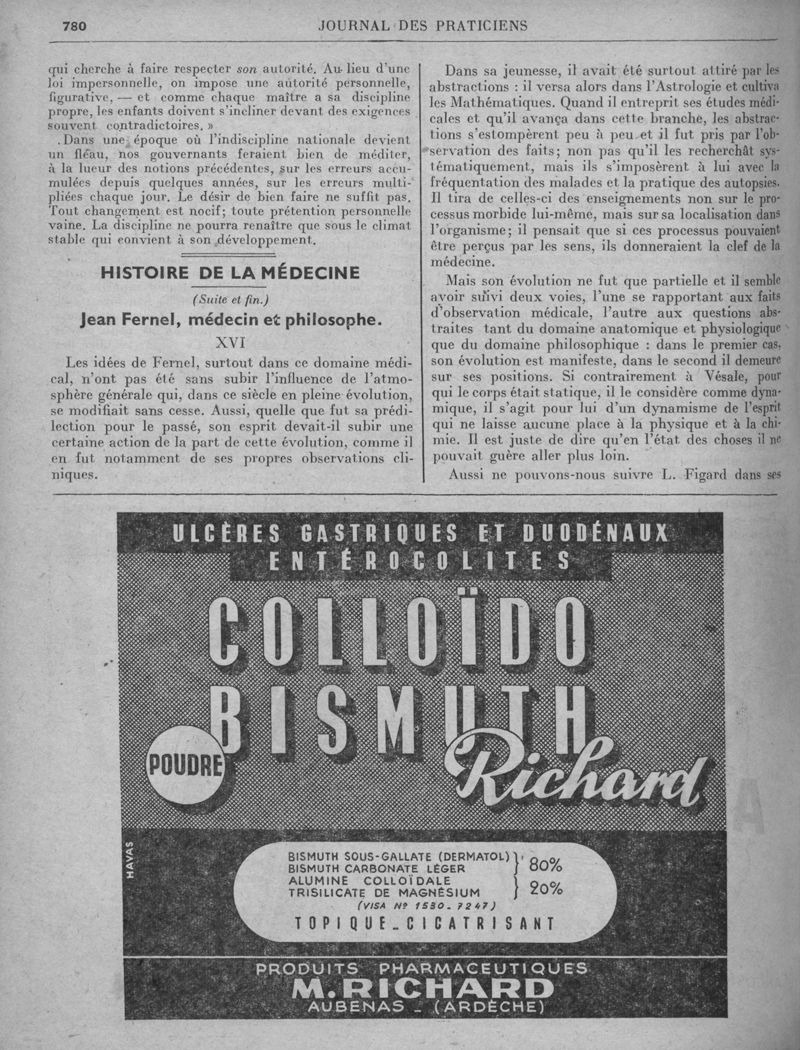 780
JOURNAL DES PRATICIENS
qui cherche à faire respecter son autorité. Au lieu d'une
loi impersonnelle, on impose une autorité personnelle,
figurative, — et comme chaque maître a sa discipline
propre, les enfants doivent s'incliner devant des exigences
souvent contradictoires. »
Dans une époque où l'indiscipline nationale devient
un fléau, nos gouvernants feraient bien de méditer,
à la lueur des notions précédentes, sur les erreurs accu-
mulées depuis quelques années, sur les erreurs multi-
pliées chaque jour. Le désir de bien faire ne suffit pas.
Tout changement est nocif; toute prétention personnelle
vaine. La discipline ne pourra renaître que sous le climat
stable qui convient à son développement.
HISTOIRE DE LA MÉDECINE
(Suite et fin.)
Jean Fernel, médecin et philosophe.
XVI
Les idées de Fernel, surtout dans ce domaine médi-
cal, n'ont pas été sans subir l'influence de l'atmo-
sphère générale qui, dans ce siècle en pleine évolution,
se modifiait sans cesse. Aussi, quelle que fut sa prédi-
lection pour le passé, son esprit devait-il subir une
certaine action de la part de cette évolution, comme il
en fut notamment de ses propres observations cli-
niques.
Dans sa jeunesse, il avait été surtout attiré par les
abstractions : il versa alors dans l'Astrologie et cultiva
les Mathématiques. Quand il entreprit ses études médi-
cales et qu'il avança dans cette branche, les abstrac-
tions s'estompèrent peu à peu et il fut pris par l'ob-
servation des faits; non pas qu'il les recherchât sys-
tématiquement, mais ils s'imposèrent à lui avec la
fréquentation des malades et la pratique des autopsies.
Il tira de celles-ci des enseignements non sur le pro-
cessus morbide lui-même, mais sur sa localisation dans
l'organisme; il pensait que si ces processus pouvaient
être perçus par les sens, ils donneraient la clef de la
médecine.
Mais son évolution ne fut que partielle et il semble
avoir suivi deux voies, l'une se rapportant aux faits
d'observation médicale, l'autre aux questions abs-
traites tant du domaine anatomique et physiologique
que du domaine philosophique : dans le premier cas,
son évolution est manifeste, dans le second il demeure
sur ses positions. Si contrairement à Vésale, pour
qui le corps était statique, il le considère comme dyna-
mique, il s'agit pour lui d'un dynamisme de l'esprit
qui ne laisse aucune place à la physique et à la chi-
mie. Il est juste de dire qu'en l'état des choses il ne
pouvait guère aller plus loin.
Aussi ne pouvons-nous suivre L. Figard dans ses
ULCÈRES GASTRIQUES ET DUODÉNAUX
ENTÉROCOLITES
COLLOÏDO
BISMUTH
POUDRE
Richard
HAVAS
BISMUTH SOUS-GALLATE (DERMATOL)
BISMUTH CARBONATE LÉGER
80%
ALUMINE COLLOÏDALE
TRISILICATE DE MAGNÉSIUM
20%
(VISA Nº 1530. 7247)
TOPIQUE_CICATRISANT
PRODUITS PHARMACEUTIQUES
M. RICHARD
AUBENAS _ (ARDÈCHE)